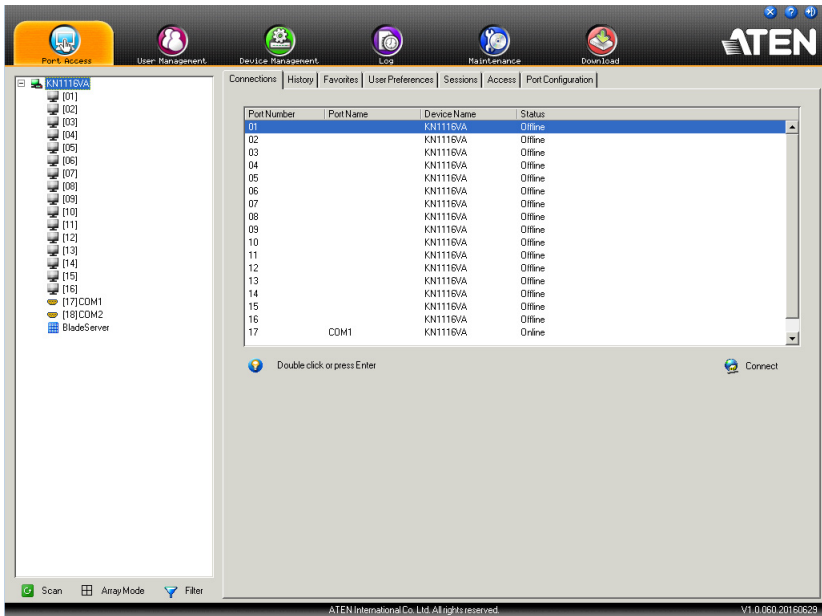 ATEN
Port Access User Management Device Management Log Maintenance Download
Connections History Favorites User Preferences Sessions Access Port Configuration
KN1116VA
[01]
[02]
[03]
[04]
[05]
[06]
[07]
[08]
[09]
[10]
[11]
[12]
[13]
[14]
[15]
[16]
[17]COM1
[18]COM2
BladeServer
Port Number Port Name Device Name Status
01 KN1116VA Offline
02 KN1116VA Offline
03 KN1116VA Offline
04 KN1116VA Offline
05 KN1116VA Offline
06 KN1116VA Offline
07 KN1116VA Offline
08 KN1116VA Offline
09 KN1116VA Offline
10 KN1116VA Offline
11 KN1116VA Offline
12 KN1116VA Offline
13 KN1116VA Offline
14 KN1116VA Offline
15 KN1116VA Offline
16 KN1116VA Offline
17 COM1 KN1116VA Online
Double click or press Enter Connect
Scan Array Mode Filter
ATEN International Co. Ltd. All rights reserved. V1.0.060.20160629